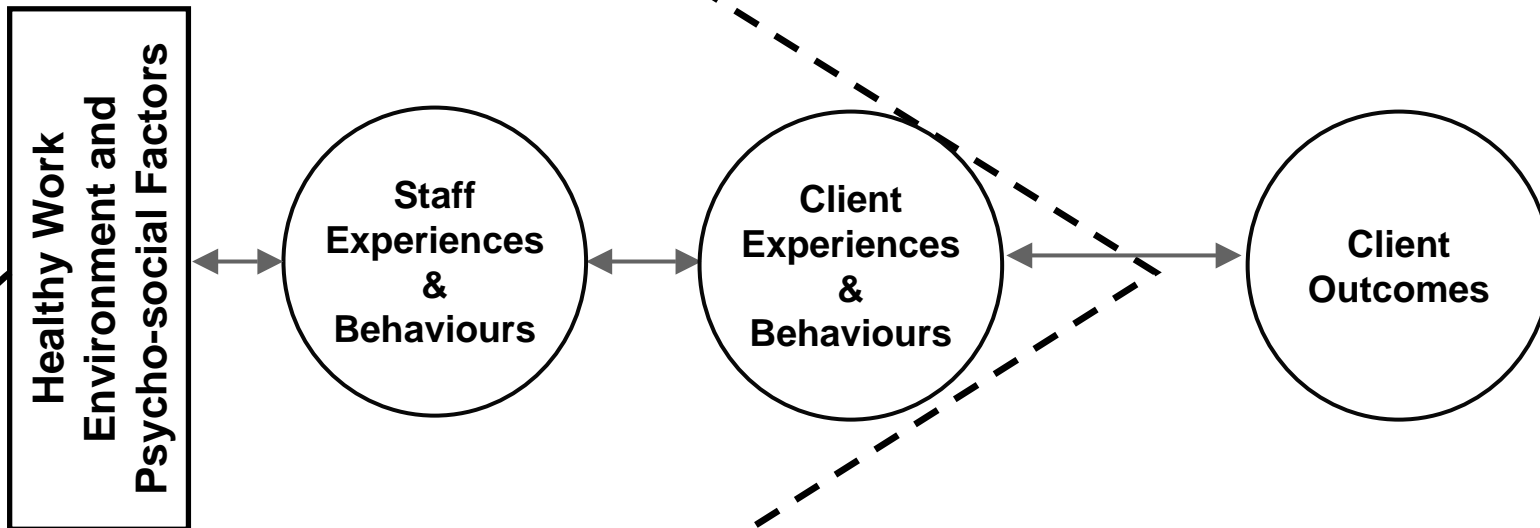 Healthy Work
Environment and
Psycho-social Factors
Staff
Experiences
&
Behaviours
Client
Experiences
&
Behaviours
Client
Outcomes